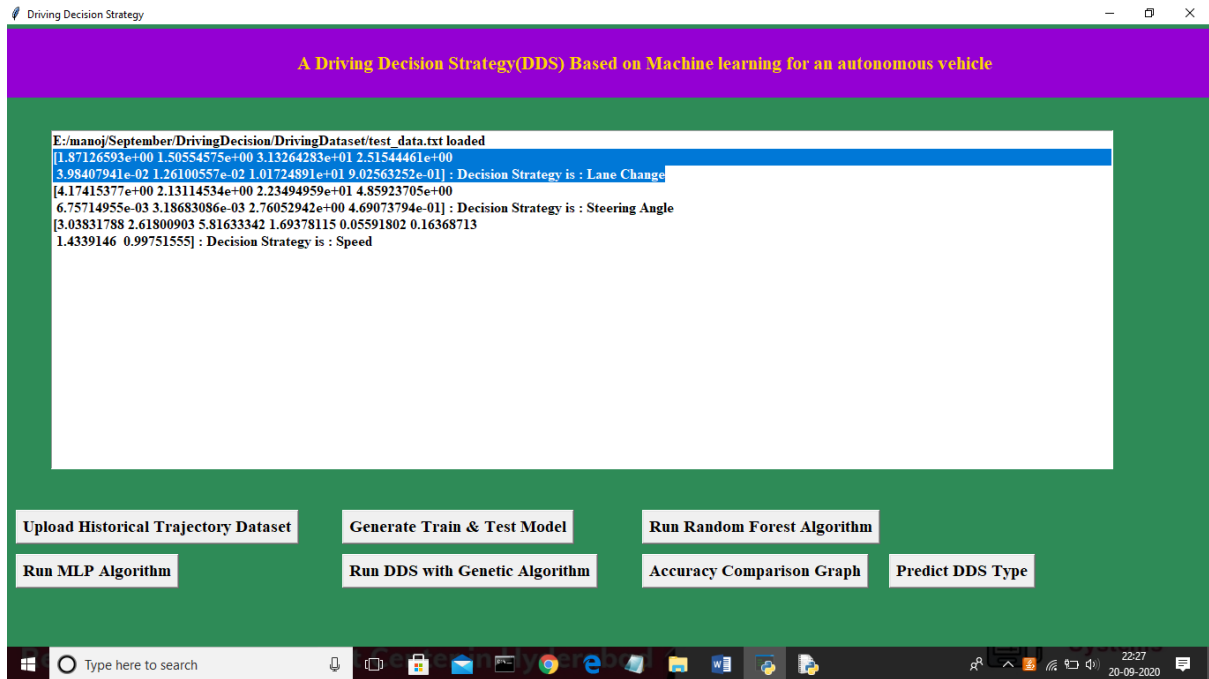 Driving Decision Strategy
A Driving Decision Strategy(DDS) Based on Machine learning for an autonomous vehicle
E:/manoj/September/DrivingDecision/DrivingDataset/test_data.txt loaded
[1.87126593e+00 1.50554575e+00 3.13264283e+01 2.51544461e+00
3.98407941e-02 1.26100557e-02 1.01724891e+01 9.02563252e-01] : Decision Strategy is : Lane Change
[4.17415377e+00 2.13114534e+00 2.23494959e+01 4.85923705e+00
6.75714955e-03 3.18683086e-03 2.76052942e+00 4.69073794e-01] : Decision Strategy is : Steering Angle
[3.03831788 2.61800903 5.81633342 1.69378115 0.05591802 0.16368713
1.4339146  0.99751555] : Decision Strategy is : Speed
Upload Historical Trajectory Dataset
Generate Train & Test Model
Run Random Forest Algorithm
Run MLP Algorithm
Run DDS with Genetic Algorithm
Accuracy Comparison Graph
Predict DDS Type
Type here to search
22:27
20-09-2020